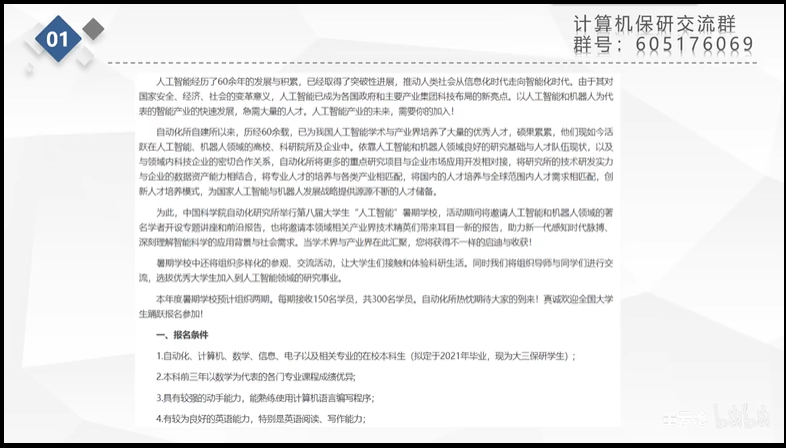 01
计算机保研交流群
群号：605176069
人工智能经历了60余年的发展与积累，已经取得了突破性进展，推动人类社会从信息化时代走向智能化时代。由于其对
国家安全、经济、社会的变革意义，人工智能已成为各国政府和主要产业集团科技布局的新亮点。以人工智能和机器人为代
表的智能产业的快速发展，急需大量的人才。人工智能产业的未来，需要你的加入！
自动化所自建所以来，历经60余载，已为我国人工智能学术与产业界培养了大量的优秀人才，硕果累累，他们现如今活
跃在人工智能、机器人领域的高校、科研院所及企业中。依靠人工智能和机器人领域良好的研究基础与人才队伍现状，以及
与领域内科技企业的密切合作关系，自动化所将更多的重点研究项目与企业市场应用开发相对接，将研究所的技术研发实力
与企业的数据资产能力相结合，将专业人才的培养与各类产业相匹配，将国内的人才培养与全球范围内人才需求相匹配，创
新人才培养模式，为国家人工智能与机器人发展战略提供源源不断的人才储备。
为此，中国科学院自动化研究所举行第八届大学生“人工智能”暑期学校，活动期间将邀请人工智能和机器人领域的著
名学者开设专题讲座和前沿报告，也将邀请本领域相关产业界技术精英们带来耳目一新的报告，助力新一代感知时代脉搏、
深刻理解智能科学的应用背景与社会需求。当学术界与产业界在此汇聚，您将获得不一样的启迪与收获！
暑期学校中还将组织多样化的参观、交流活动，让大学生们接触和体验科研生活。同时我们将组织导师与同学们进行交
流，选拔优秀大学生加入到人工智能领域的研究事业。
本年度暑期学校预计组织两期。每期接收150名学员，共300名学员。自动化所热忱期待大家的到来！真诚欢迎全国大学
生踊跃报名参加！
一、报名条件
1.自动化、计算机、数学、信息、电子以及相关专业的在校本科生（拟定于2021年毕业，现为大三保研学生）；
2.本科前三年以数学为代表的各门专业课程成绩优异；
3.具有较强的动手能力，能熟练使用计算机语言编写程序；
4.有较为良好的英语能力，特别是英语阅读、写作能力；
bilibili